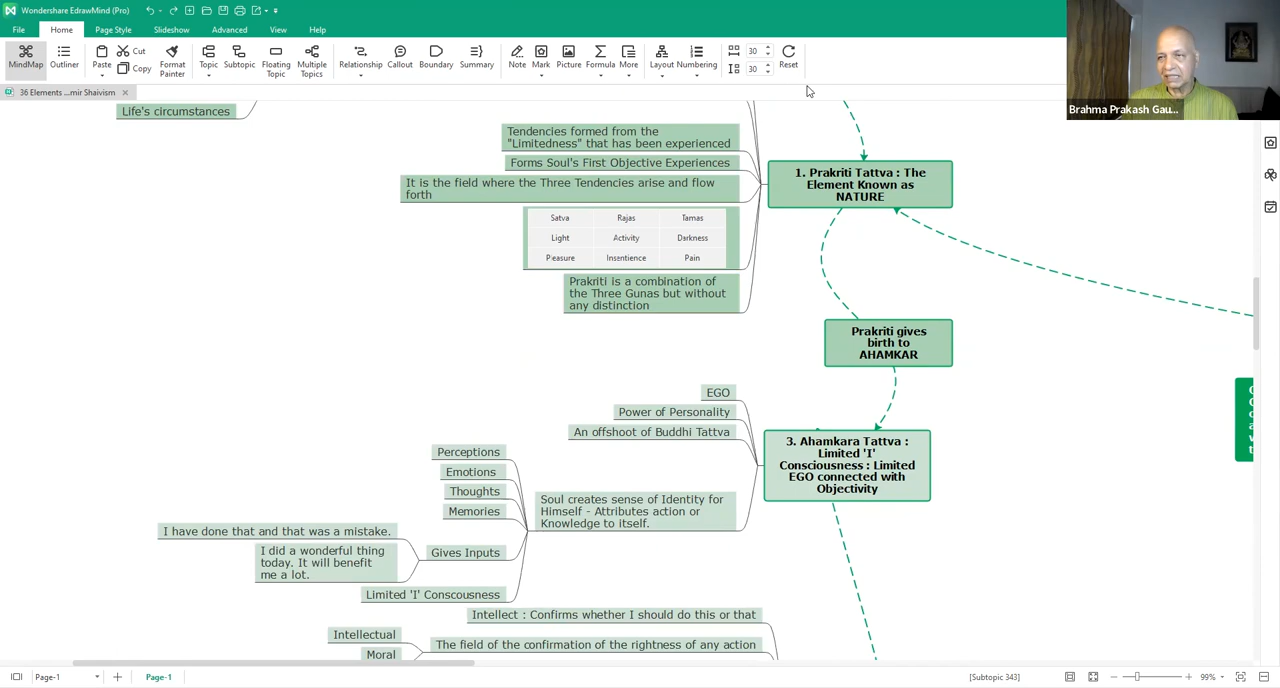 Wondershare EdrawMind (Pro)
File
Home
Page Style
Slideshow
Advanced
View
Help
MindMap
Outliner
Paste
Cut
Copy
Format
Painter
Topic
Subtopic
Floating
Topic
Multiple
Topics
Relationship
Callout
Boundary
Summary
Note
Mark
Picture
Formula
More
Layout
Numbering
30
30
Reset
Brahma Prakash Gau...
36 Elements ...mir Shaivism
Life's circumstances
Tendencies formed from the
"Limitedness" that has been experienced
Forms Soul's First Objective Experiences
It is the field where the Three Tendencies arise and flow
forth
Satva Rajas Tamas
Light Activity Darkness
Pleasure Insentience Pain
Prakriti is a combination of
the Three Gunas but without
any distinction
1. Prakriti Tattva : The
Element Known as
NATURE
Prakriti gives
birth to
AHAMKAR
EGO
Power of Personality
An offshoot of Buddhi Tattva
3. Ahamkara Tattva :
Limited 'I'
Consciousness : Limited
EGO connected with
Objectivity
Soul creates sense of Identity for
Himself - Attributes action or
Knowledge to itself.
Perceptions
Emotions
Thoughts
Memories
Gives Inputs
I have done that and that was a mistake.
I did a wonderful thing
today. It will benefit
me a lot.
Limited 'I' Conscousness
Intellect : Confirms whether I should do this or that
The field of the confirmation of the rightness of any action
Intellectual
Moral
Page-1
Page-1
[Subtopic 343]
99%